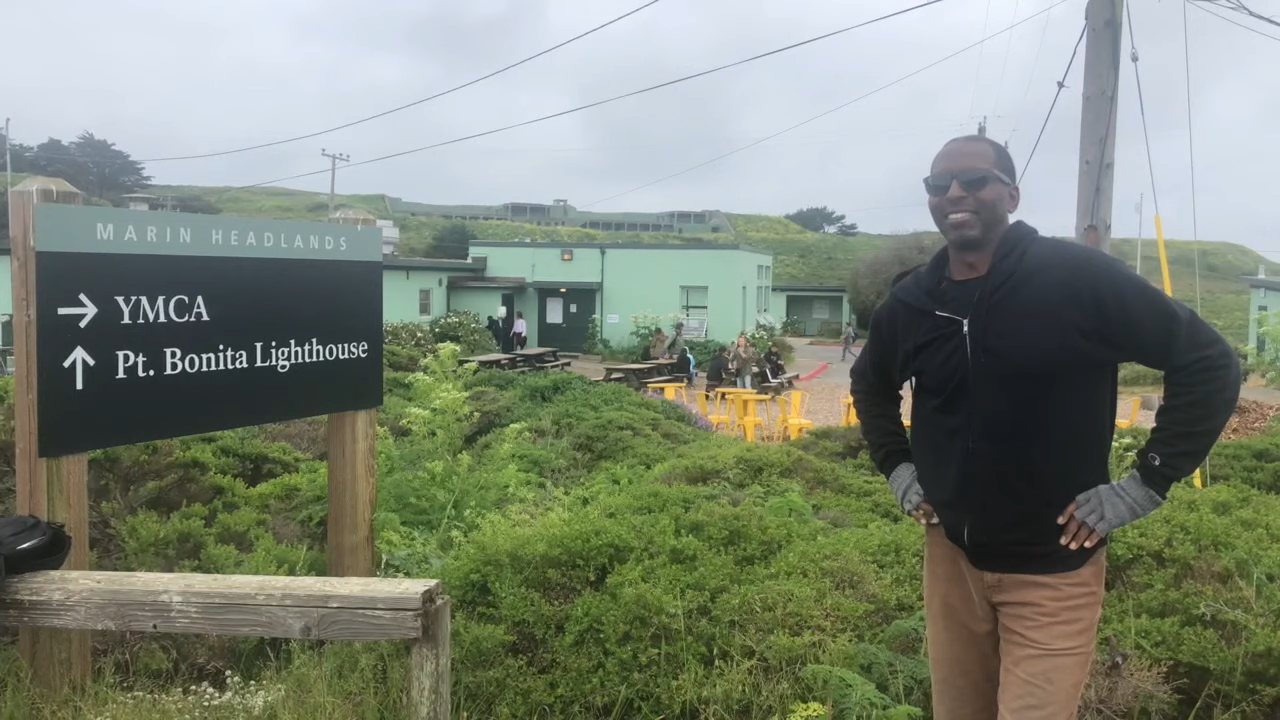 MARIN HEADLANDS
→ YMCA
↑ Pt. Bonita Lighthouse